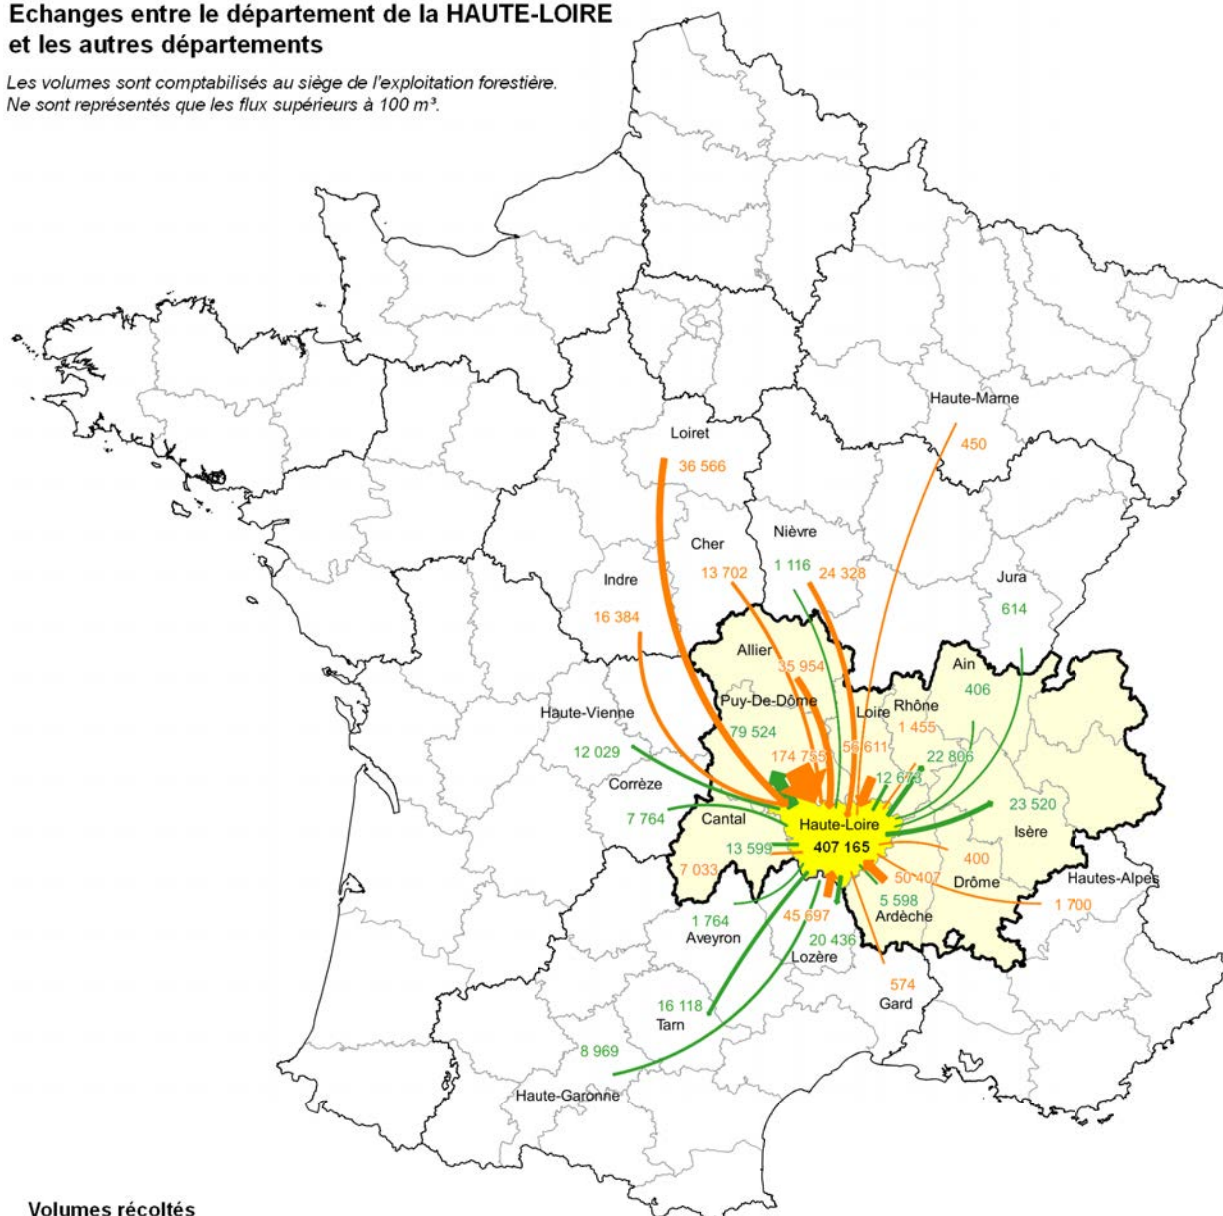 Echanges entre le département de la HAUTE-LOIRE
et les autres départements
Les volumes sont comptabilisés au siège de l'exploitation forestière.
Ne sont représentés que les flux supérieurs à 100 m³.
Haute-Marne
450
Loiret
36 566
Nièvre
1 116
24 328
Cher
13 702
Indre
16 384
Jura
614
Allier
35 954
Ain
406
Puy-De-Dôme
79 524
174 755
Loire
56 611
Rhône
1 455
Haute-Vienne
12 029
22 806
12 673
Corrèze
7 764
23 520
Isère
Cantal
13 599
7 033
Haute-Loire
407 165
400
Drôme
50 407
5 598
Ardèche
Hautes-Alpes
1 700
1 764
Aveyron
45 697
20 436
Lozère
574
Gard
16 118
Tarn
8 969
Haute-Garonne
Volumes récoltés